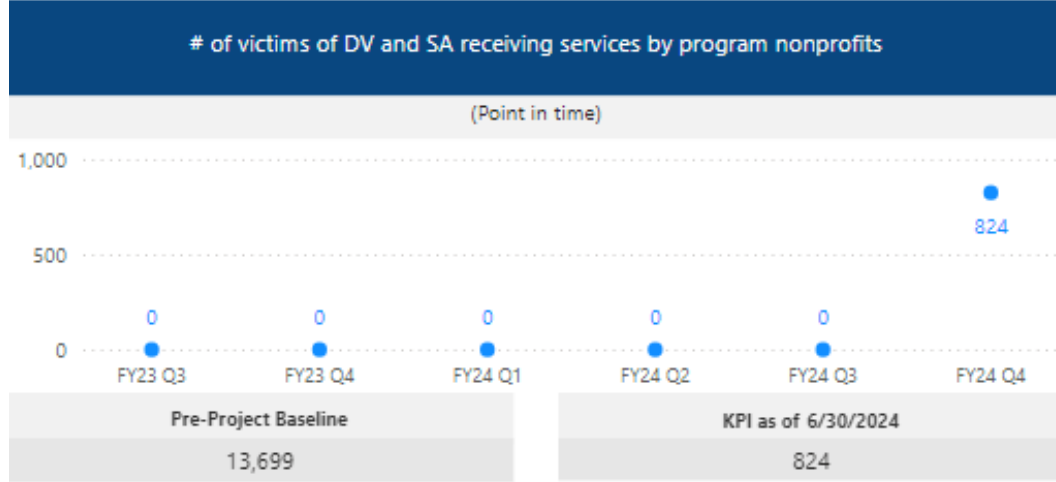 # of victims of DV and SA receiving services by program nonprofits
(Point in time)
1,000
824
500
0 0 0 0 0
0
FY23 Q3 FY23 Q4 FY24 Q1 FY24 Q2 FY24 Q3 FY24 Q4
Pre-Project Baseline KPI as of 6/30/2024
13,699 824